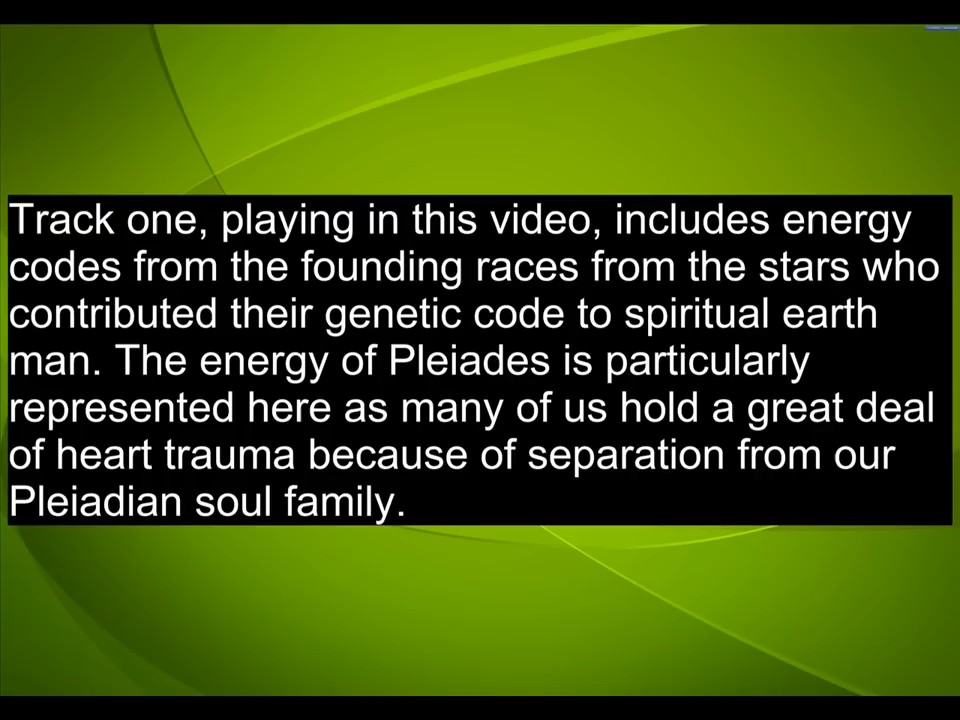 Track one, playing in this video, includes energy
codes from the founding races from the stars who
contributed their genetic code to spiritual earth
man. The energy of Pleiades is particularly
represented here as many of us hold a great deal
of heart trauma because of separation from our
Pleiadian soul family.